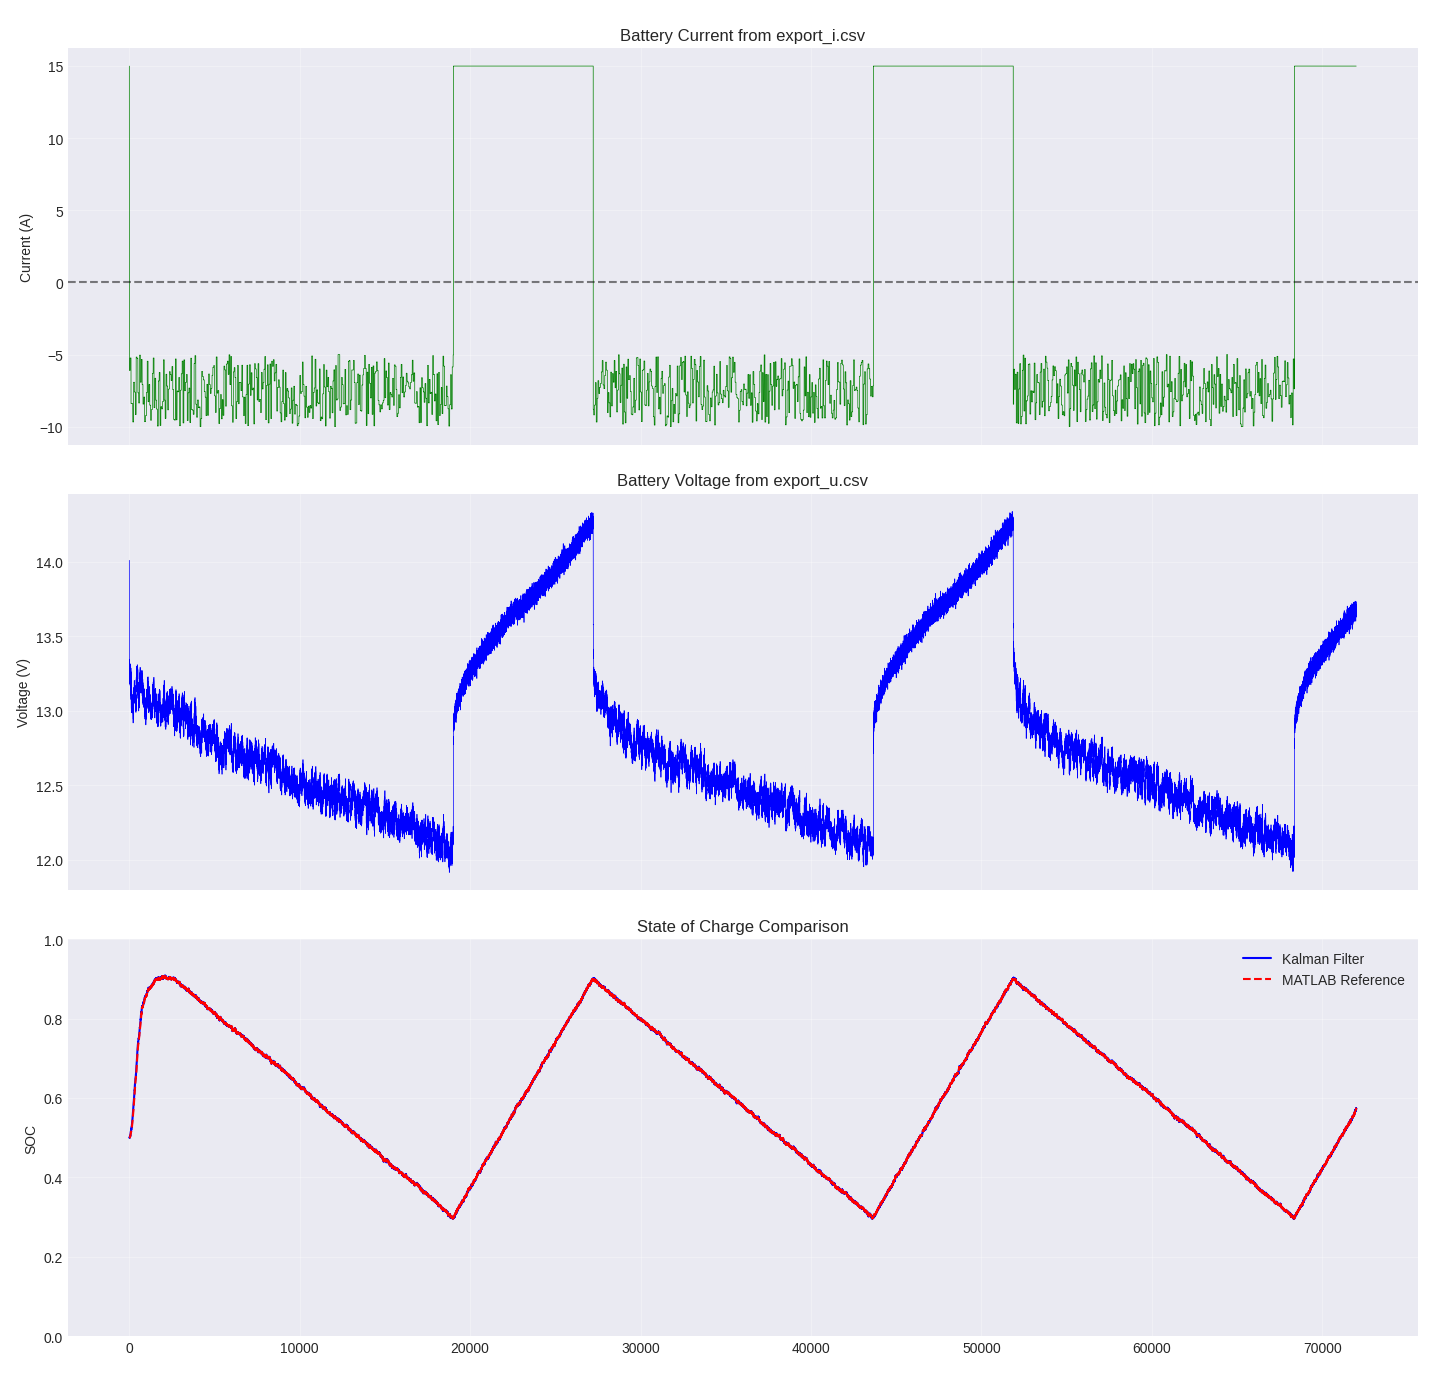 Battery Current from export_i.csv
15
10
5
0
−5
−10
Current (A)
Battery Voltage from export_u.csv
14.0
13.5
13.0
12.5
12.0
Voltage (V)
State of Charge Comparison
1.0
0.8
0.6
0.4
0.2
0.0
SOC
Kalman Filter
MATLAB Reference
0 10000 20000 30000 40000 50000 60000 70000